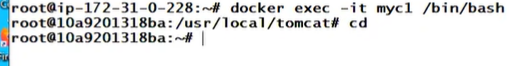 root@ip-172-31-0-228:~# docker exec -it myc1 /bin/bash
root@10a9201318ba:/usr/local/tomcat# cd
root@10a9201318ba:~#